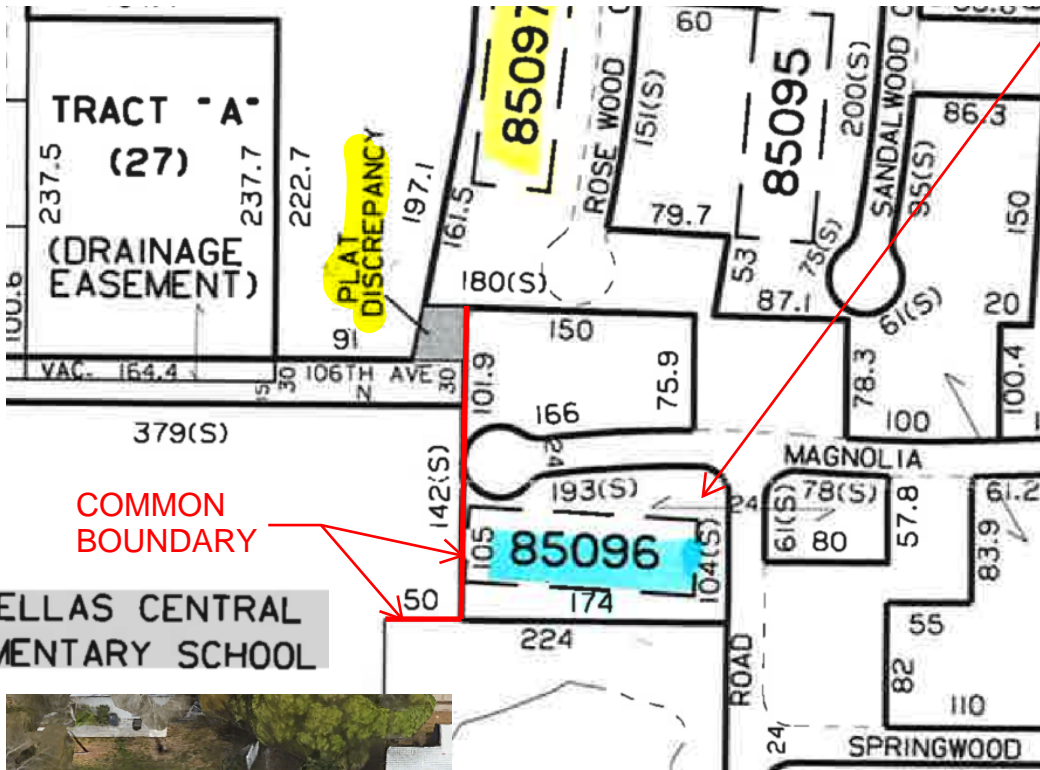 60
8509
TRACT "A"
(27)
237.5
237.7
222.7
(DRAINAGE
EASEMENT)
100.6
PLAT
DISCREPANCY
197.1
161.5
ROSE WOOD
151(S)
85095
200(S)
SANDALWOOD
95(S)
86.3
150
79.7
53
75(S)
87.1
61(S)
20
180(S)
150
91
VAC.
164.4
15
30
106TH AVE
N
30
101.9
75.9
78.3
100
100.4
379(S)
166
24
MAGNOLIA
142(S)
193(S)
24
61(S)
78(S)
80
57.8
61.2
83.9
COMMON
BOUNDARY
105
85096
104(S)
50
174
224
ELLAS CENTRAL
MENTARY SCHOOL
ROAD
55
82
110
24
SPRINGWOOD